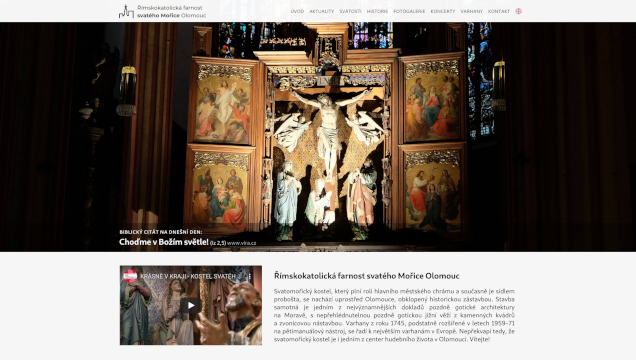 Římskokatolická farnost
svatého Mořice Olomouc
ÚVOD AKTUALITY SVÁTOSTI HISTORIE FOTOGALERIE KONCERTY VARHANY KONTAKT
BIBLICKÝ CITÁT NA DNEŠNÍ DEN:
Choďme v Božím světle! (Iz 2,5) www.vira.cz
KRÁSNĚ V KRAJI - KOSTEL SVATÉH
Římskokatolická farnost svatého Mořice Olomouc
Svatomořický kostel, který plní roli hlavního městského chrámu a současně je sídlem
probošta, se nachází uprostřed Olomouce, obklopený historickou zástavbou. Stavba
samotná je jedním z nejvýznamnějších dokladů pozdně gotické architektury
na Moravě, s nepřehlédnutelnou pozdně gotickou jižní věží z kamenných kvádrů
a zvonicovou nástavbou. Varhany z roku 1745, podstatně rozšířené v letech 1959-71
na pětimanuálový nástroj, se řadí k největším varhanám v Evropě. Nepřekvapí tedy, že
svatomořický kostel je i jedním z center hudebního života v Olomouci. Vítejte!